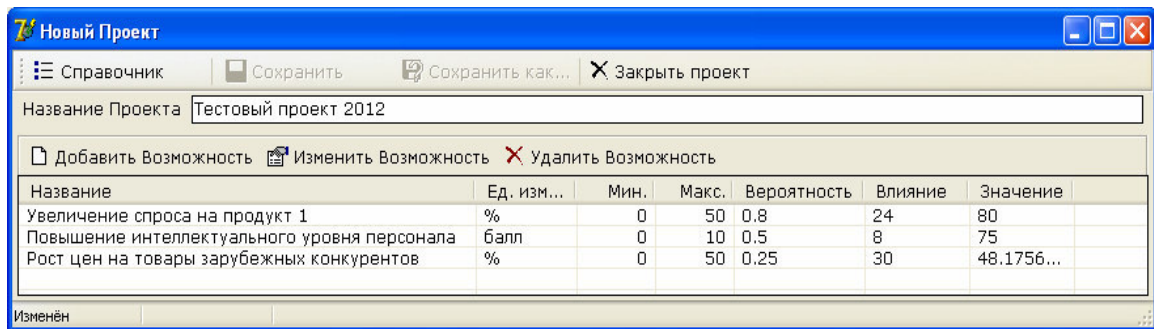 Новый Проект
Справочник Сохранить Сохранить как... Закрыть проект
Название Проекта Тестовый проект 2012
Добавить Возможность Изменить Возможность Удалить Возможность
Название Ед. изм... Мин. Макс. Вероятность Влияние Значение
Увеличение спроса на продукт 1 % 0 50 0.8 24 80
Повышение интеллектуального уровня персонала балл 0 10 0.5 8 75
Рост цен на товары зарубежных конкурентов % 0 50 0.25 30 48.1756...
Изменён